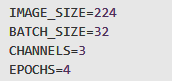 IMAGE_SIZE=224
BATCH_SIZE=32
CHANNELS=3
EPOCHS=4